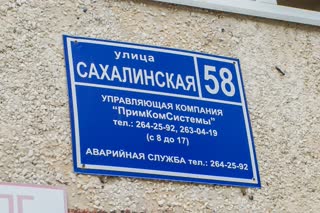 улица
САХАЛИНСКАЯ 58
УПРАВЛЯЮЩАЯ КОМПАНИЯ
"ПримКомСистемы"
тел.: 264-25-92, 263-04-19
(с 8 до 17)
АВАРИЙНАЯ СЛУЖБА тел.: 264-25-92